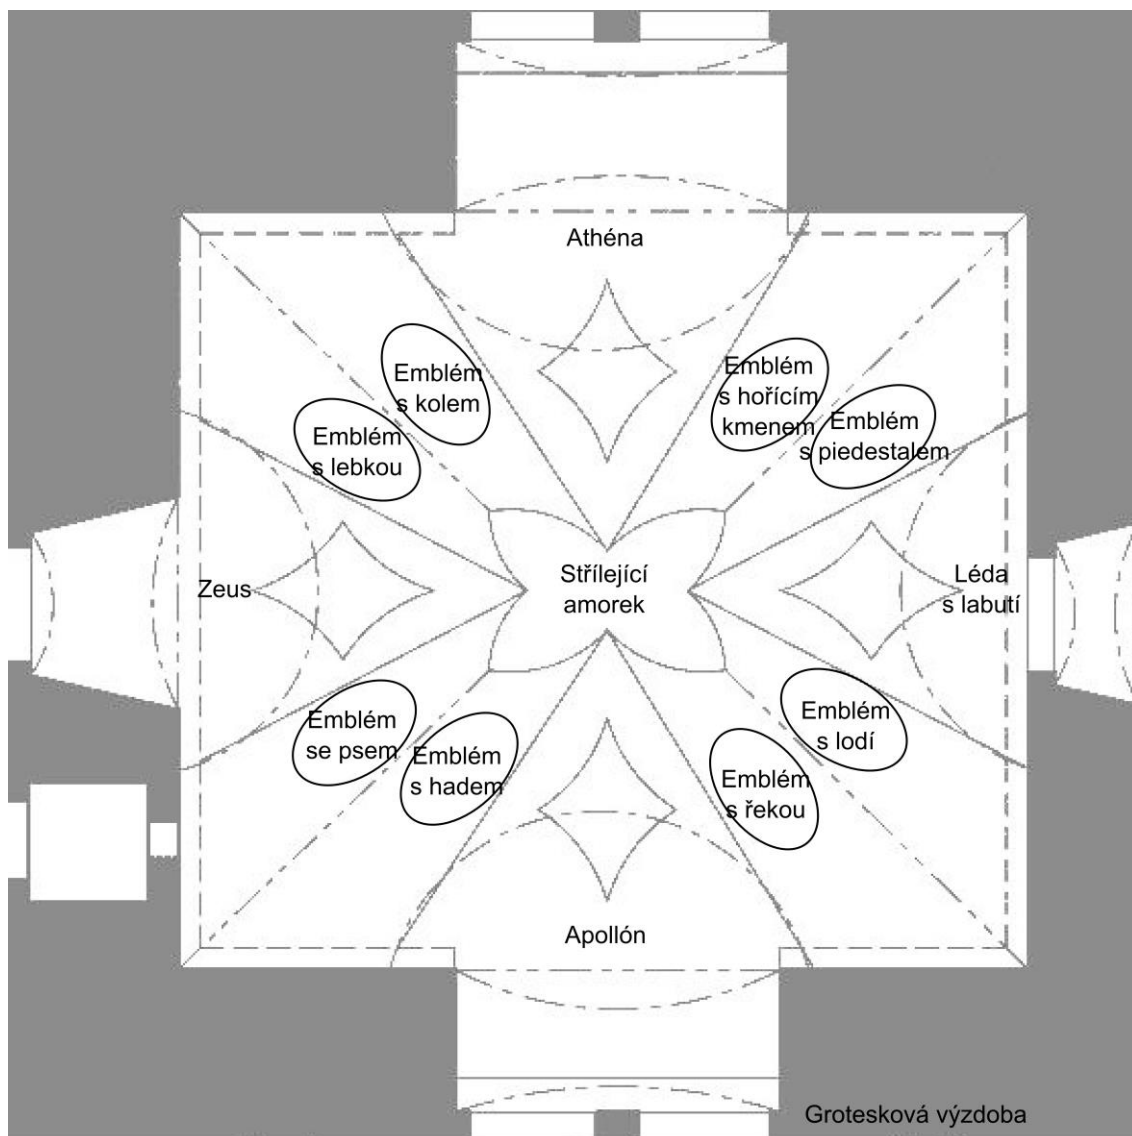 Athéna
Emblém
s kolem
Emblém
s hořícím
kmenem
Emblém
s lebkou
Emblém
s piedestalém
Zeus
Střílející
amorek
Léda
s labutí
Emblém
se psem
Emblém
s hadem
Emblém
s lodí
Emblém
s řekou
Apollón
Grotesková výzdoba